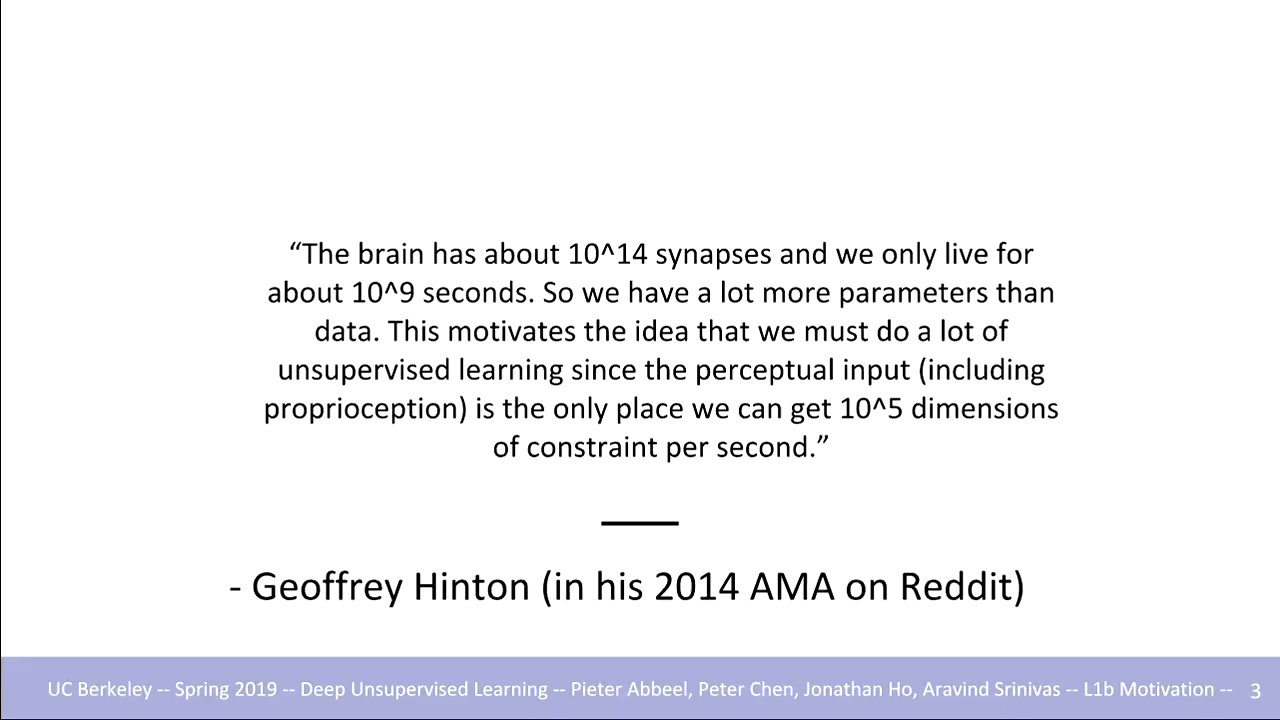 “The brain has about 10^14 synapses and we only live for
about 10^9 seconds. So we have a lot more parameters than
data. This motivates the idea that we must do a lot of
unsupervised learning since the perceptual input (including
proprioception) is the only place we can get 10^5 dimensions
of constraint per second.”
- Geoffrey Hinton (in his 2014 AMA on Reddit)
UC Berkeley -- Spring 2019 -- Deep Unsupervised Learning -- Pieter Abbeel, Peter Chen, Jonathan Ho, Aravind Srinivas -- L1b Motivation -- 3